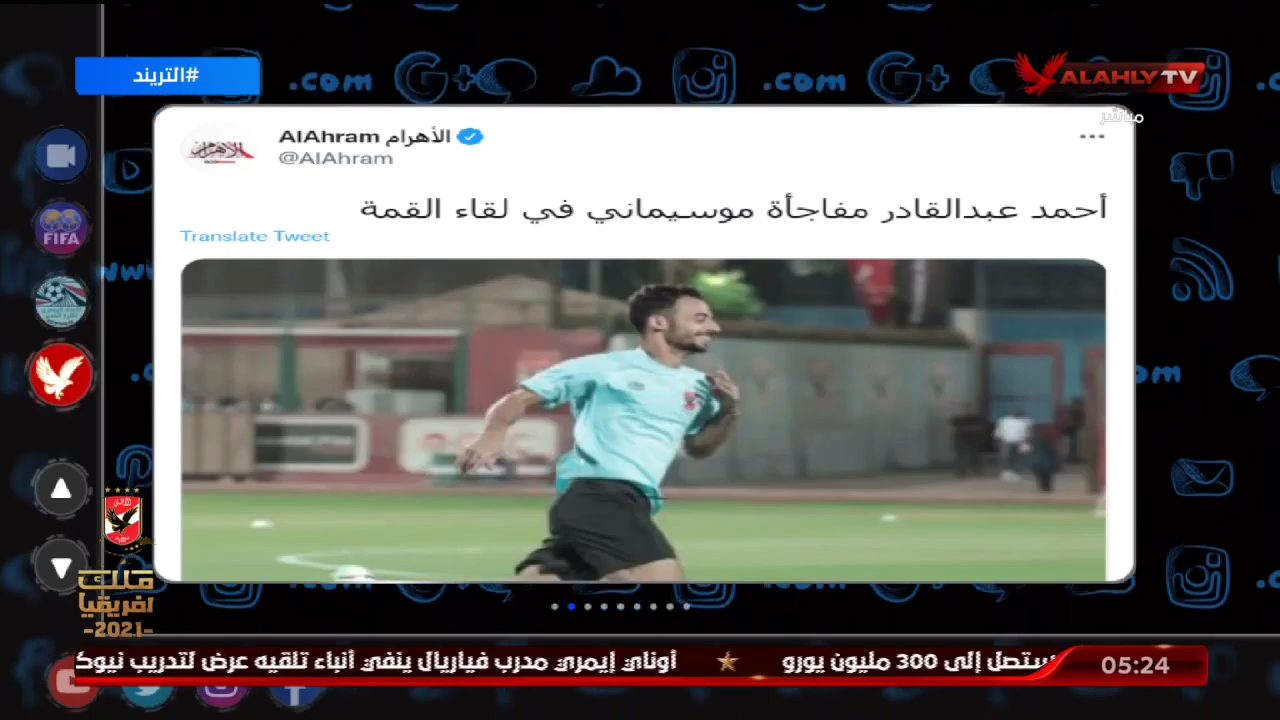 #التريند
ALAHLY TV
مباشر
AlAhram الأهرام
@AlAhram
أحمد عبدالقادر مفاجأة موسيماني في لقاء القمة
Translate Tweet
FIFA
ملك
افريقيا
-2021-
ستصل إلى 300 مليون يورو
أوناي إيمري مدرب فياريال ينفي أنباء تلقيه عرض لتدريب نيوك
05:24